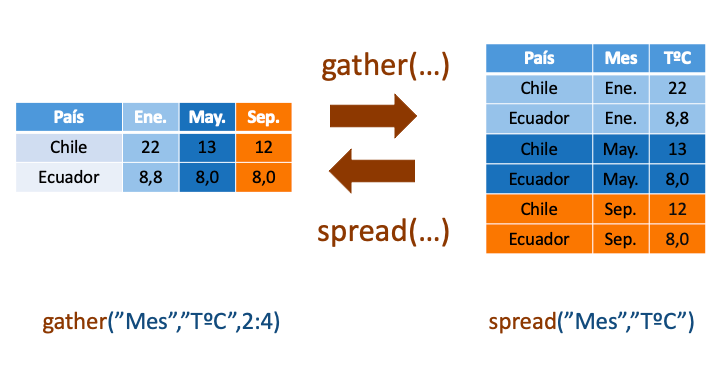 gather(...)
País Ene. May. Sep.
Chile 22 13 12
Ecuador 8,8 8,0 8,0
spread(...)
País Mes TºC
Chile Ene. 22
Ecuador Ene. 8,8
Chile May. 13
Ecuador May. 8,0
Chile Sep. 12
Ecuador Sep. 8,0
gather(”Mes”,”TºC”,2:4)
spread(”Mes”,”TºC”)